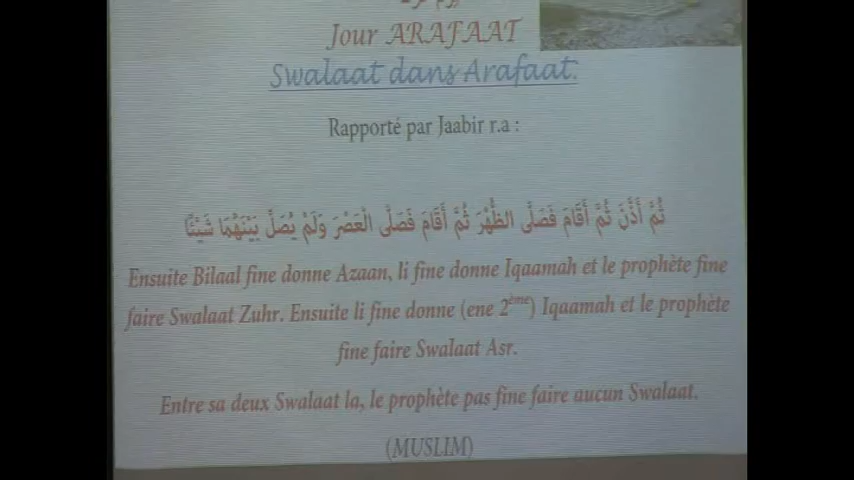 Jour ARAFAAT
Swalaat dans Arafaat.
Rapporté par Jaabir r.a :
ثُمَّ أَذَّنَ ثُمَّ أَقَامَ فَصَلَّى الظُّهْرَ ثُمَّ أَقَامَ فَصَلَّى الْعَصْرَ وَلَمْ يُصَلِّ بَيْنَهُمَا شَيْئًا
Ensuite Bilaal fine donne Azaan, li fine donne Iqaamah et le prophète fine
faire Swalaat Zuhr. Ensuite li fine donne (ene 2ème) Iqaamah et le prophète
fine faire Swalaat Asr.
Entre sa deux Swalaat la, le prophète pas fine faire aucun Swalaat.
(MUSLIM)